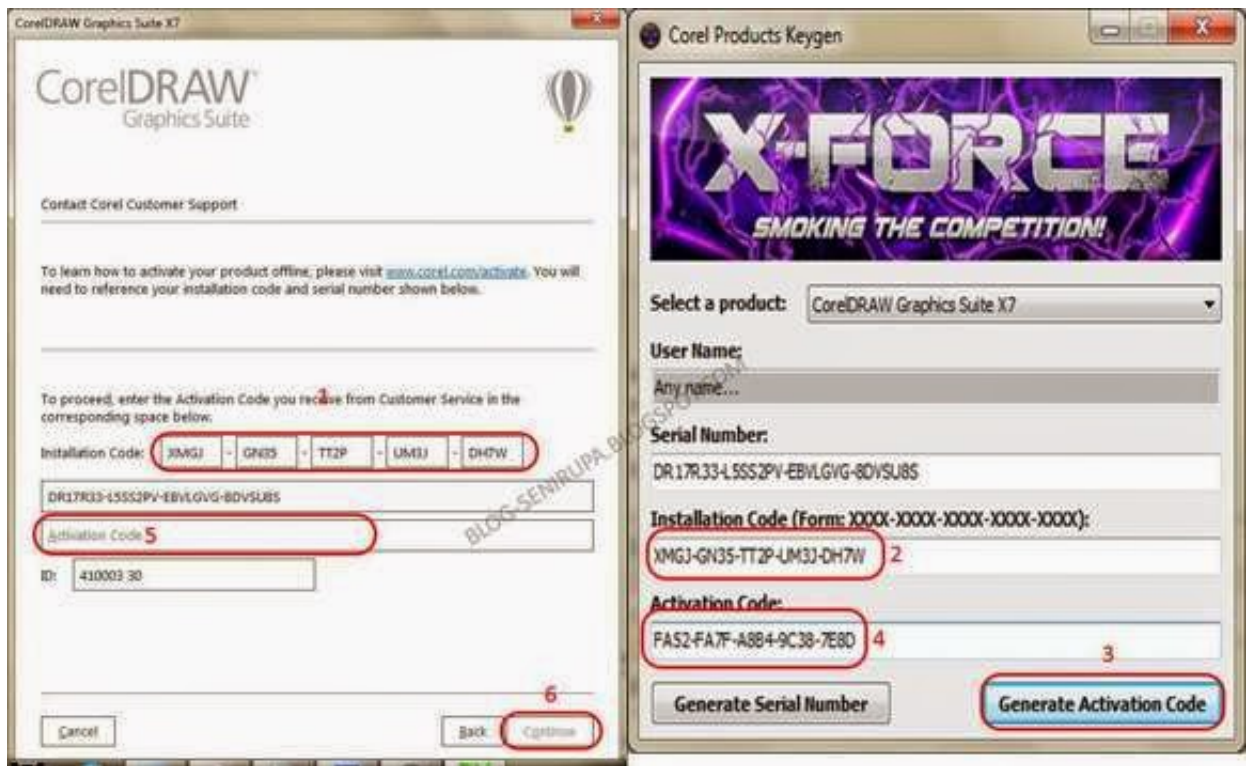 CorelDRAW Graphics Suite X7
CorelDRAW
Graphics Suite
Contact Corel Customer Support
To learn how to activate your product offline, please visit www.corel.com/activate. You will
need to reference your installation code and serial number shown below.
1
To proceed, enter the Activation Code you receive from Customer Service in the
corresponding space below.
Installation Code: XMGJ - GN35 - TT2P - UM3J - DH7W
DR17R33-L5SS2PV-EBVLGVG-8DVSU8S
Activation Code 5
ID: 410003 30
6
Cancel Back Continue
BLOG-SENIRUPA.BLOGSPOT.COM
Corel Products Keygen
X-FORCE
SMOKING THE COMPETITION!
Select a product: CorelDRAW Graphics Suite X7
User Name:
Any name...
Serial Number:
DR17R33-L5SS2PV-EBVLGVG-8DVSU8S
Installation Code (Form: XXXX-XXXX-XXXX-XXXX-XXXX):
XMGJ-GN35-TT2P-UM3J-DH7W 2
Activation Code:
FA52-FA7F-A8B4-9C38-7E8D 4
3
Generate Serial Number Generate Activation Code